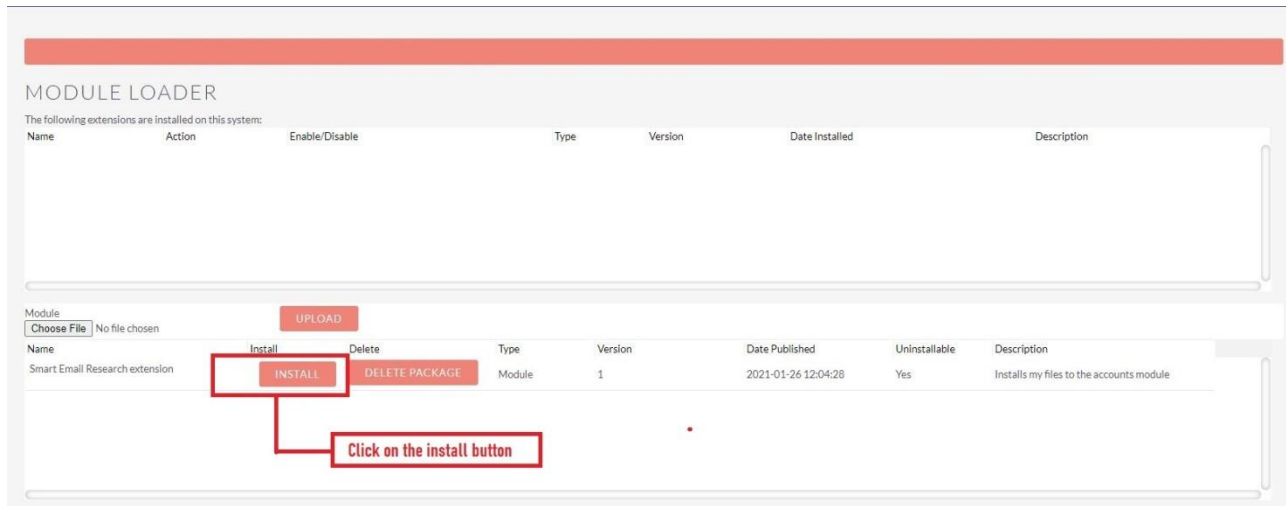 MODULE LOADER
The following extensions are installed on this system:
Name Action Enable/Disable Type Version Date Installed Description
Module
Choose File No file chosen UPLOAD
Name Install Delete Type Version Date Published Uninstallable Description
Smart Email Research extension INSTALL DELETE PACKAGE Module 1 2021-01-26 12:04:28 Yes Installs my files to the accounts module
Click on the install button